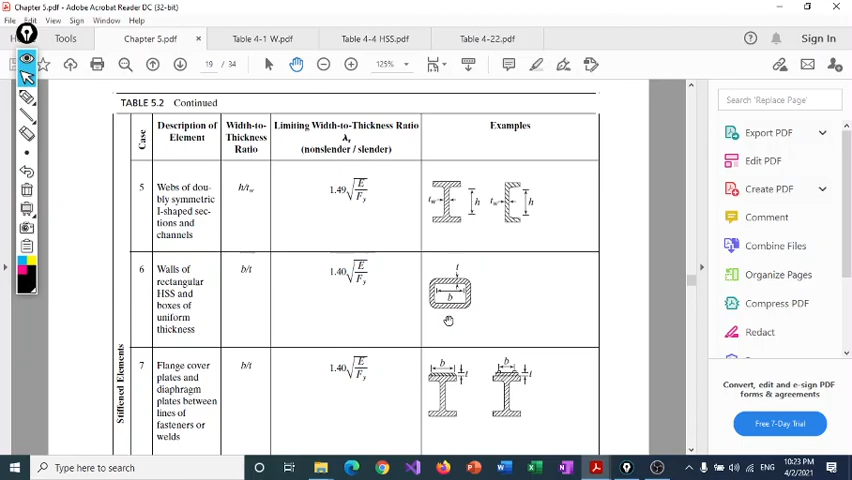 Chapter 5.pdf - Adobe Acrobat Reader DC (32-bit)
File Edit View Sign Window Help
Tools
Chapter 5.pdf
Table 4-1 W.pdf
Table 4-4 HSS.pdf
Table 4-22.pdf
Sign In
19 / 34
125%
TABLE 5.2 Continued
Case
Description of Element
Width-to-Thickness Ratio
Limiting Width-to-Thickness Ratio
λr
(nonslender / slender)
Examples
Stiffened Elements
5
Webs of dou-
bly symmetric
I-shaped sec-
tions and
channels
h/tw
1.49√E/Fy
tw
h
tw
h
6
Walls of
rectangular
HSS and
boxes of
uniform
thickness
b/t
1.40√E/Fy
t
b
7
Flange cover
plates and
diaphragm
plates between
lines of
fasteners or
welds
b/t
1.40√E/Fy
b
t
b
t
Search 'Replace Page'
Export PDF
Edit PDF
Create PDF
Comment
Combine Files
Organize Pages
Compress PDF
Redact
Convert, edit and e-sign PDF
forms & agreements
Free 7-Day Trial
Type here to search
ENG
10:23 PM
4/2/2021